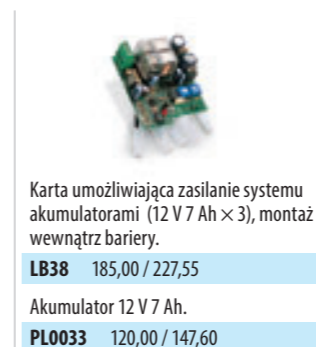 Karta umożliwiająca zasilanie systemu
akumulatorami (12 V 7 Ah × 3), montaż
wewnątrz bariery.
LB38 185,00 / 227,55
Akumulator 12 V 7 Ah.
PL0033 120,00 / 147,60